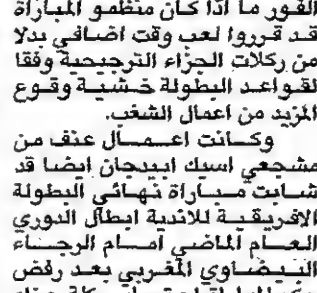 الفور ما اذا كان منظمو المباراة
قد قرروا لعب وقت اضافي بدلا
من ركلات الجزاء الترجيحية وفقا
لقواعد البطولة خشية وقوع
المزيد من اعمال الشغب.
وكانت اعمال عنف من
مشجعي اسيك ابيدجان ايضا قد
شابت مباراة نهائي البطولة
الافريقية للاندية ابطال الدوري
العام الماضي امام الرجاء
البيضاوي المغربي بعد رفض